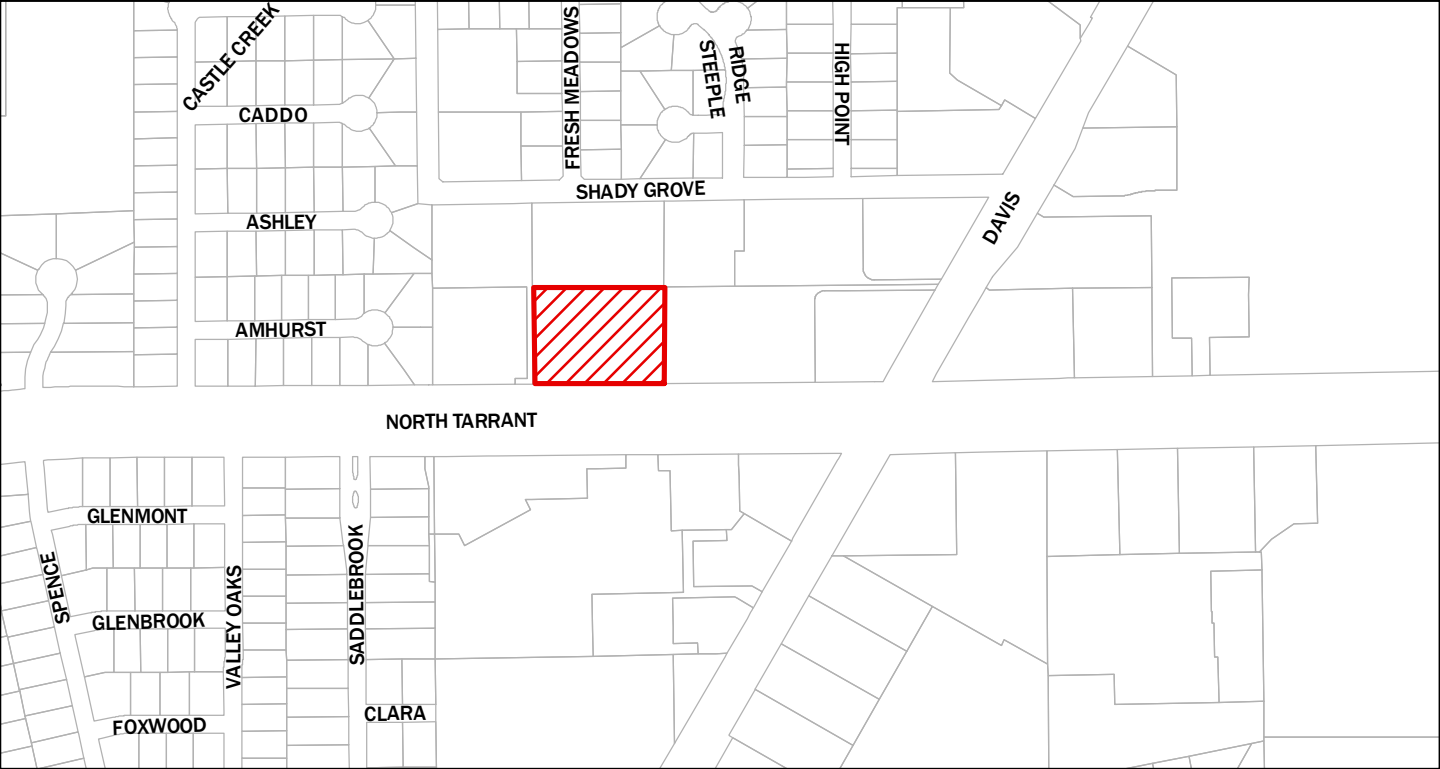 CASTLE CREEK
FRESH MEADOWS
STEEPLE
RIDGE
HIGH POINT
CADDO
SHADY GROVE
ASHLEY
DAVIS
AMHURST
NORTH TARRANT
GLENMONT
SPENCE
VALLEY OAKS
SADDLEBROOK
GLENBROOK
CLARA
FOXWOOD